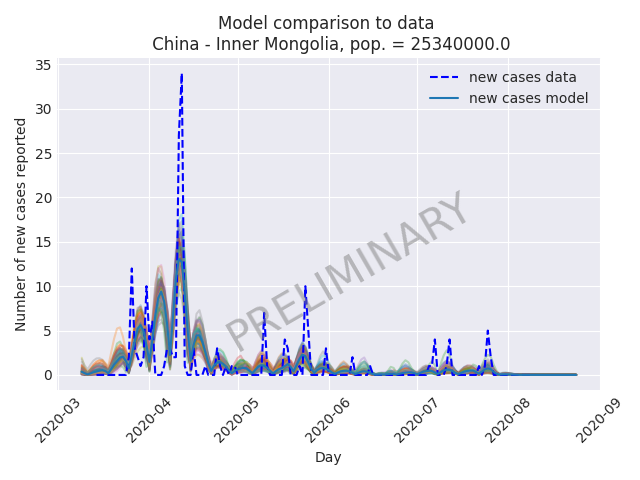 Model comparison to data
China - Inner Mongolia, pop. = 25340000.0
new cases data
new cases model
PRELIMINARY
Number of new cases reported
35
30
25
20
15
10
5
0
2020-03
2020-04
2020-05
2020-06
2020-07
2020-08
2020-09
Day